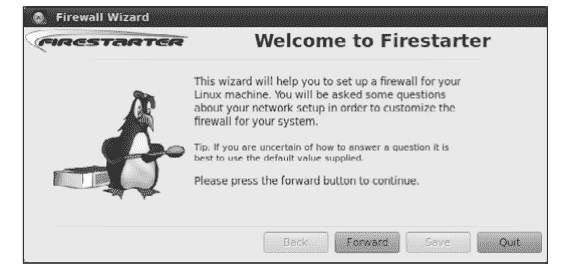 Firewall Wizard
FIRESTARTER
Welcome to Firestarter
This wizard will help you to set up a firewall for your
Linux machine. You will be asked some questions
about your network setup in order to customize the
firewall for your system.
Tip. If you are uncertain of how to answer a question it is
best to use the default value supplied.
Please press the forward button to continue.
Back
Forward
Save
Quit